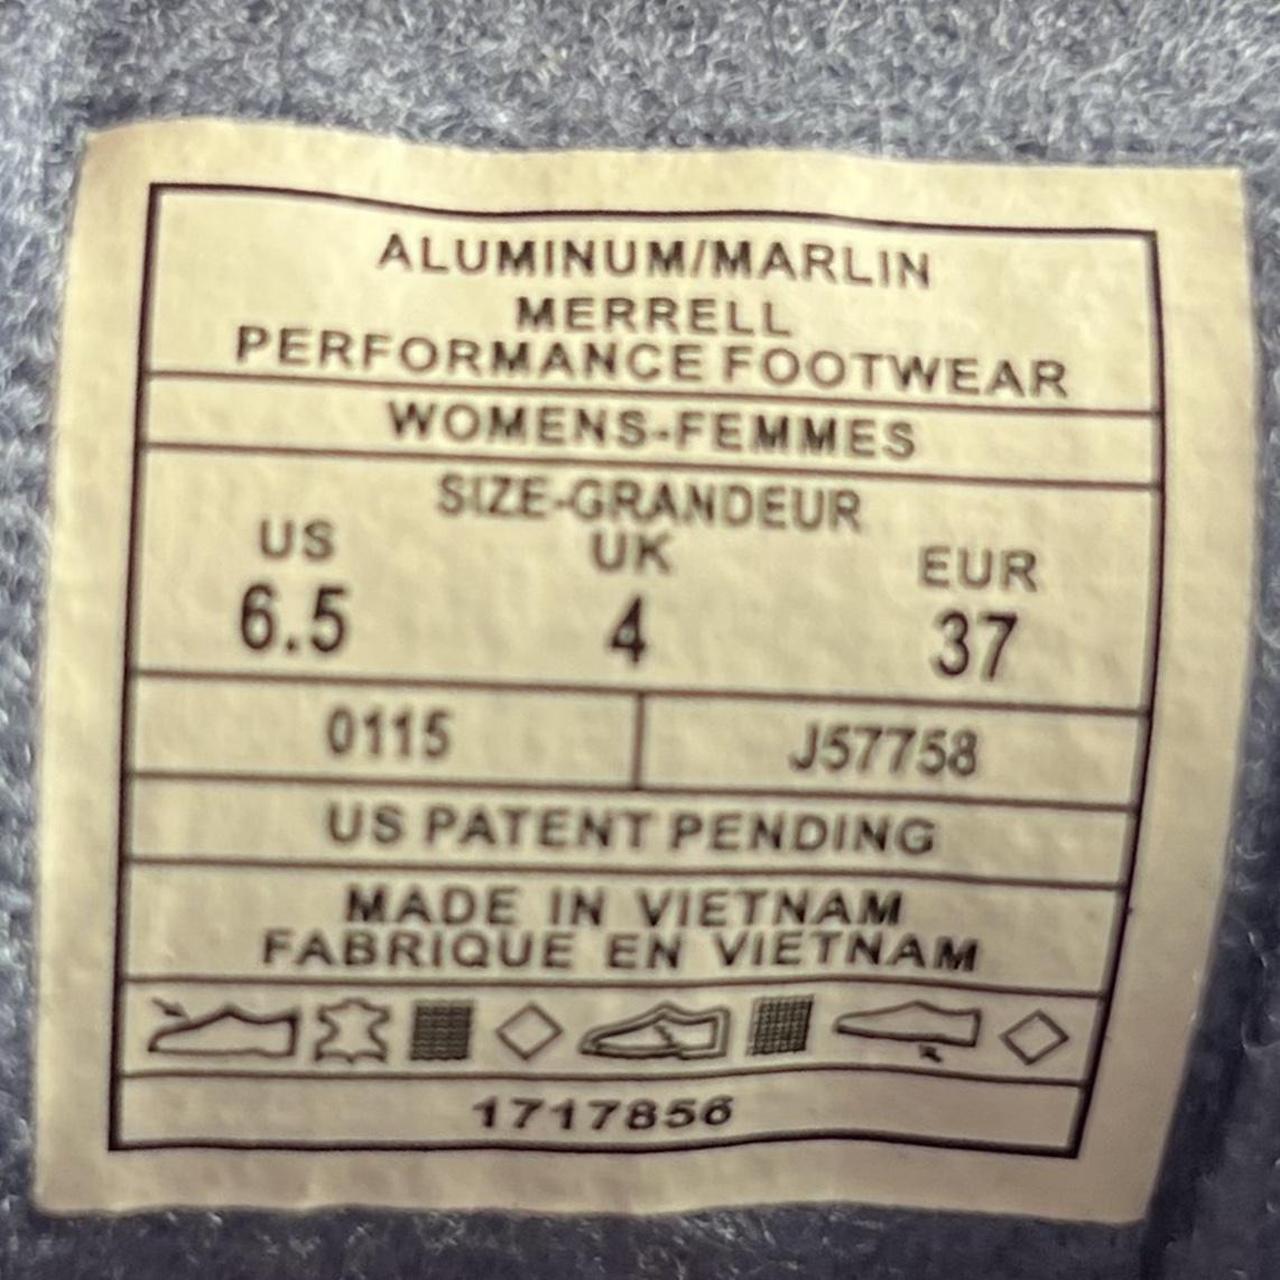 ALUMINUM/MARLIN
MERRELL
PERFORMANCE FOOTWEAR
WOMENS-FEMMES
SIZE-GRANDEUR
US UK EUR
6.5 4 37
0115 J57758
US PATENT PENDING
MADE IN VIETNAM
FABRIQUE EN VIETNAM
1717856